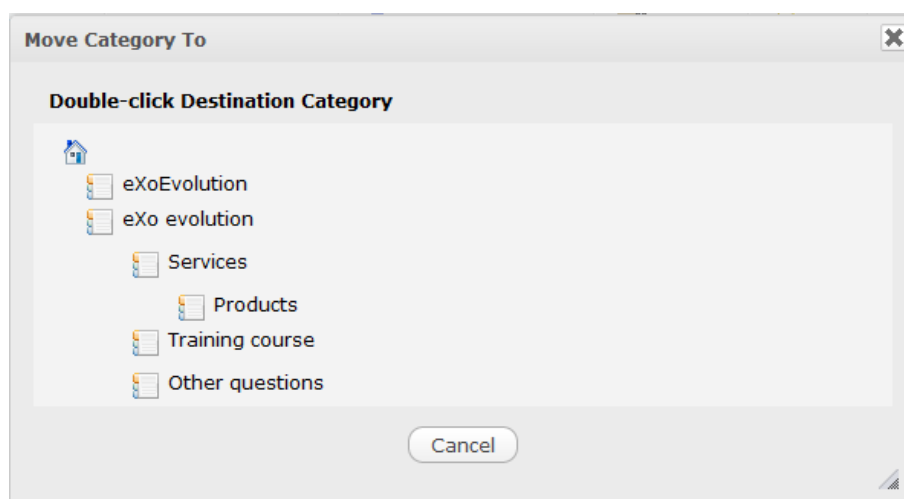 Move Category To
Double-click Destination Category
eXoEvolution
eXo evolution
Services
Products
Training course
Other questions
Cancel